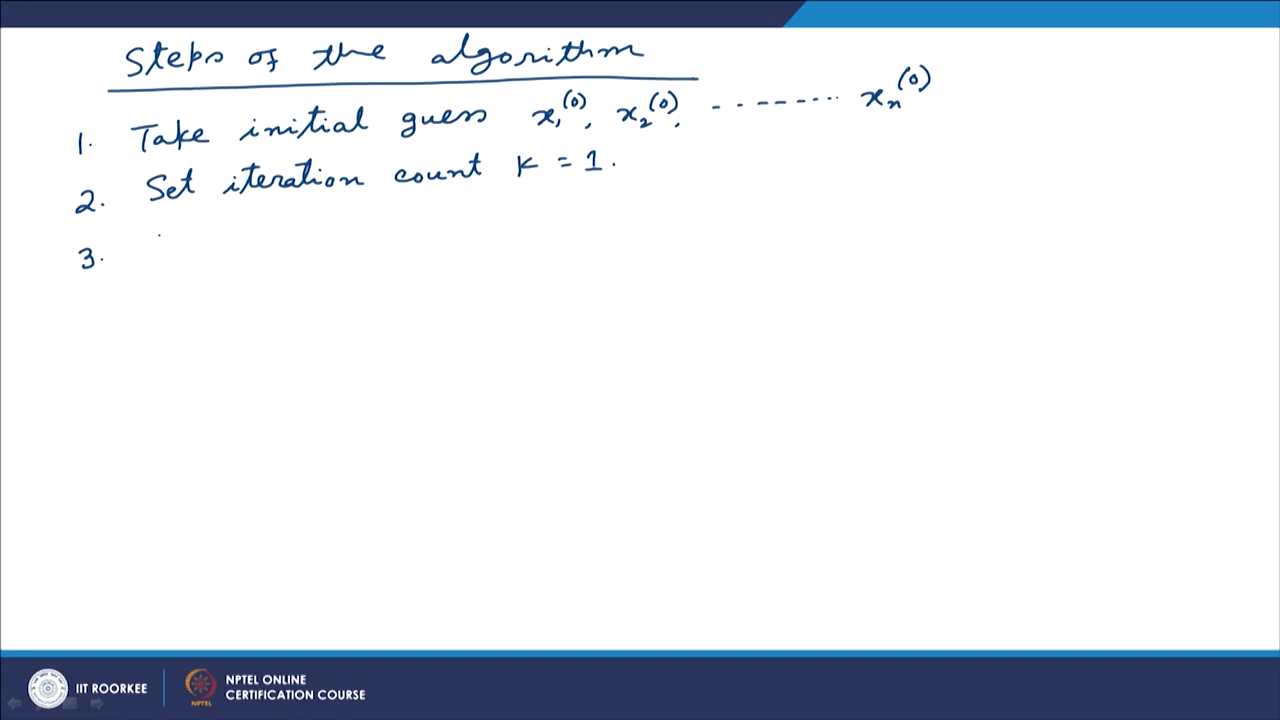 Steps of the algorithm
1. Take initial guess x₁⁽⁰⁾, x₂⁽⁰⁾, -------- xₙ⁽⁰⁾
2. Set iteration count k = 1.
3.
IIT ROORKEE
NPTEL
NPTEL ONLINE
CERTIFICATION COURSE